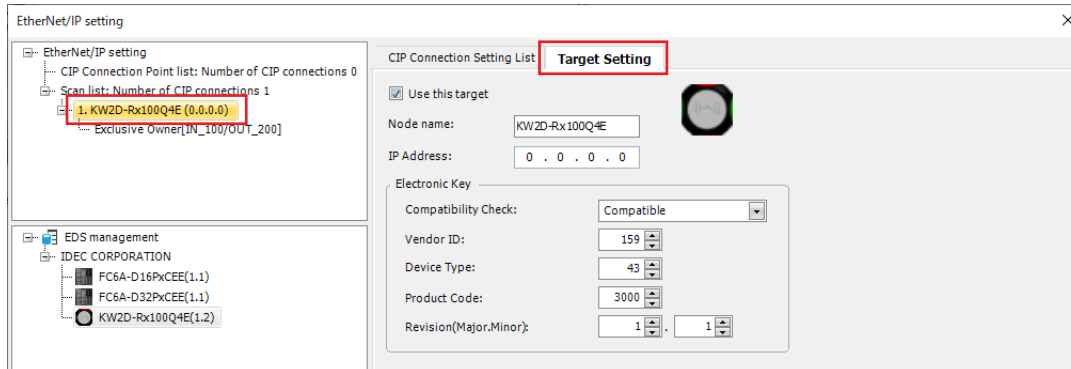 EtherNet/IP setting
EtherNet/IP setting
CIP Connection Point list: Number of CIP connections 0
Scan list: Number of CIP connections 1
1. KW2D-Rx100Q4E (0.0.0.0)
Exclusive Owner[IN_100/OUT_200]
EDS management
IDEC CORPORATION
FC6A-D16PxCEE(1.1)
FC6A-D32PxCEE(1.1)
KW2D-Rx100Q4E(1.2)
CIP Connection Setting List
Target Setting
Use this target
Node name: KW2D-Rx100Q4E
IP Address: 0 . 0 . 0 . 0
Electronic Key
Compatibility Check: Compatible
Vendor ID: 159
Device Type: 43
Product Code: 3000
Revision(Major.Minor): 1 . 1